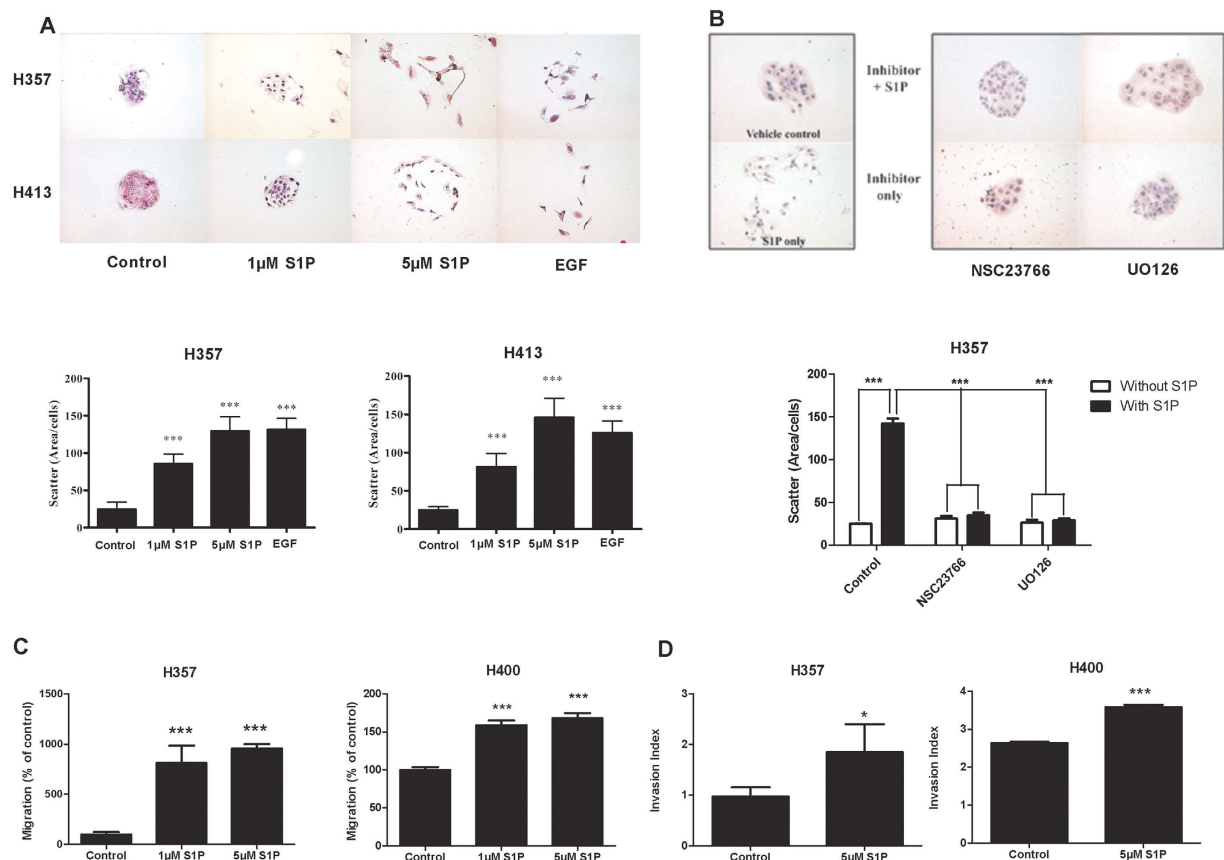 A
H357
H413
Control
1µM S1P
5µM S1P
EGF
B
Vehicle control
S1P only
Inhibitor
+ S1P
Inhibitor
only
NSC23766
UO126
H357
Scatter (Area/cells)
200
150
100
50
0
***
***
***
Control
1µM S1P
5µM S1P
EGF
H413
Scatter (Area/cells)
200
150
100
50
0
***
***
***
Control
1µM S1P
5µM S1P
EGF
H357
Scatter (Area/cells)
200
150
100
50
0
***
***
***
Without S1P
With S1P
Control
NSC23766
UO126
C
H357
Migration (% of control)
1500
1000
500
0
***
***
Control
1µM S1P
5µM S1P
H400
Migration (% of control)
200
150
100
50
0
***
***
Control
1µM S1P
5µM S1P
D
H357
Invasion Index
3
2
1
0
*
Control
5µM S1P
H400
Invasion Index
4
3
2
1
0
***
Control
5µM S1P